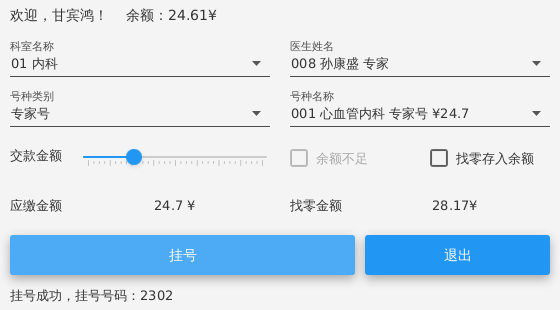 欢迎，甘宾鸿！ 余额：24.61¥
科室名称 医生姓名
01 内科 008 孙康盛 专家
号种类别 号种名称
专家号 001 心血管内科 专家号 ¥24.7
交款金额 余额不足 找零存入余额
应缴金额 24.7 ¥ 找零金额 28.17¥
挂号 退出
挂号成功，挂号号码：2302